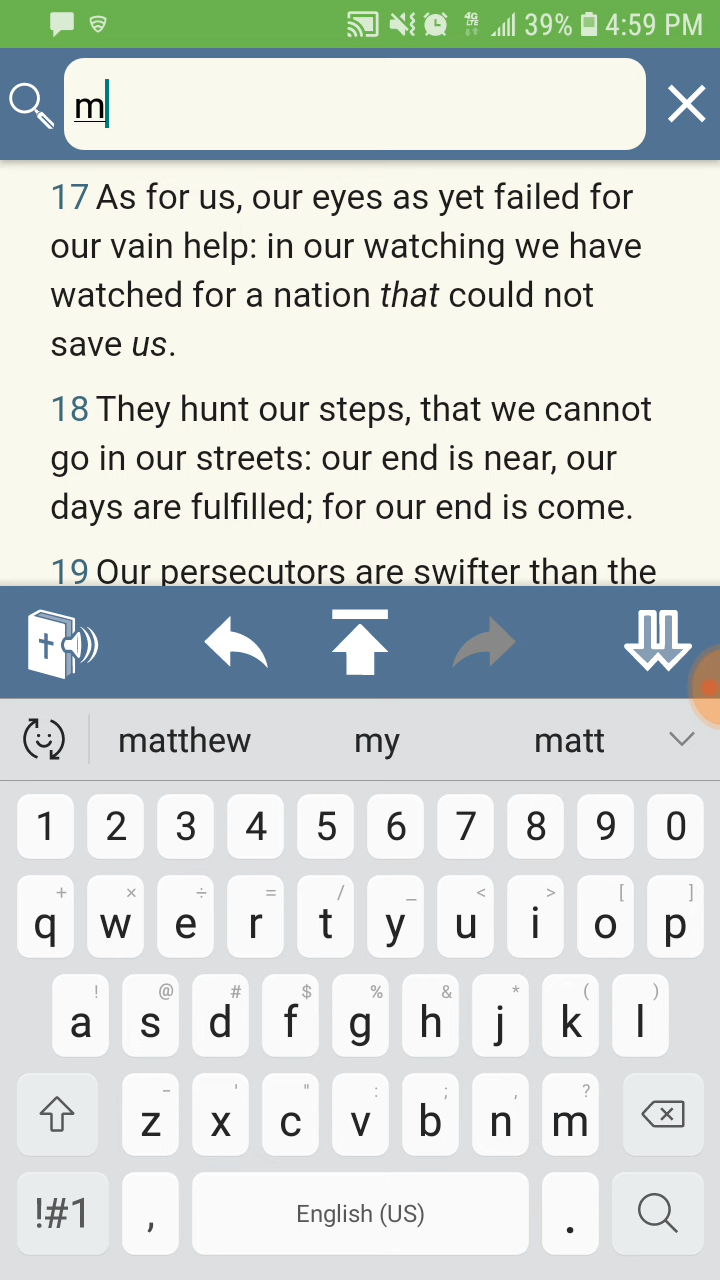 4G LTE 39% 4:59 PM
m
17 As for us, our eyes as yet failed for
our vain help: in our watching we have
watched for a nation that could not
save us.
18 They hunt our steps, that we cannot
go in our streets: our end is near, our
days are fulfilled; for our end is come.
19 Our persecutors are swifter than the
matthew my matt
1 2 3 4 5 6 7 8 9 0
+ × ÷ = / _ < > [ ]
q w e r t y u i o p
! @ # $ % & * ( )
a s d f g h j k l
- ' " : ; , ?
z x c v b n m
!#1 , English (US) .